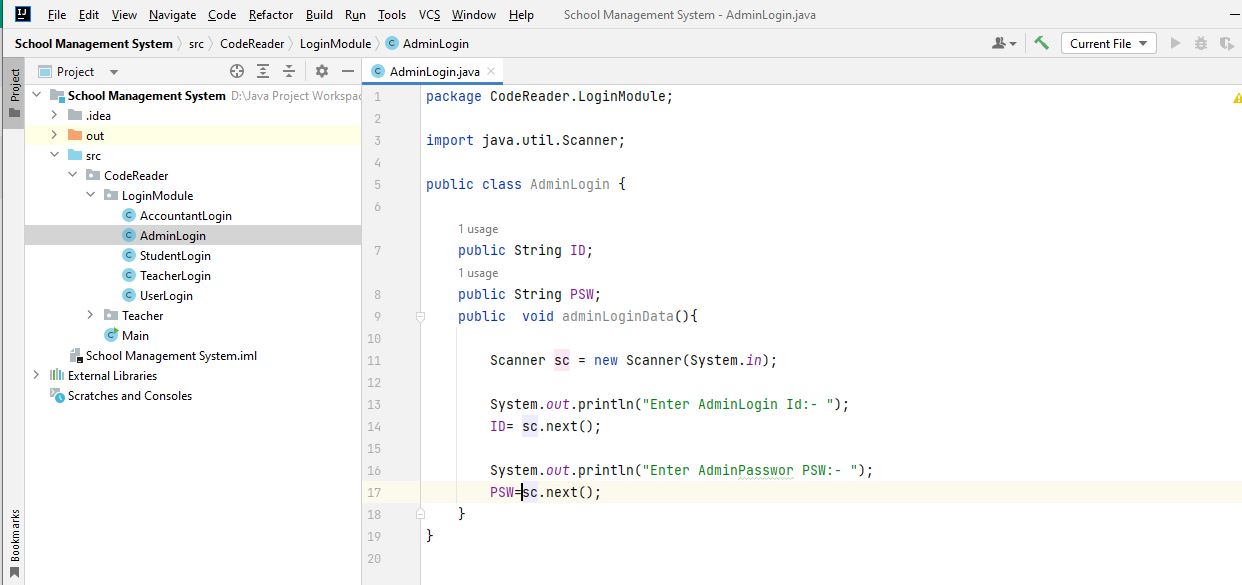 File Edit View Navigate Code Refactor Build Run Tools VCS Window Help School Management System - AdminLogin.java
School Management System src CodeReader LoginModule AdminLogin Current File
Project
Project
School Management System D:\Java Project Workspac
.idea
out
src
CodeReader
LoginModule
AccountantLogin
AdminLogin
StudentLogin
TeacherLogin
UserLogin
Teacher
Main
School Management System.iml
External Libraries
Scratches and Consoles
Bookmarks
AdminLogin.java
1 package CodeReader.LoginModule;
2
3 import java.util.Scanner;
4
5 public class AdminLogin {
6
1 usage
7 public String ID;
1 usage
8 public String PSW;
9 public void adminLoginData(){
10
11 Scanner sc = new Scanner(System.in);
12
13 System.out.println("Enter AdminLogin Id:- ");
14 ID= sc.next();
15
16 System.out.println("Enter AdminPasswor PSW:- ");
17 PSW=sc.next();
18 }
19 }
20